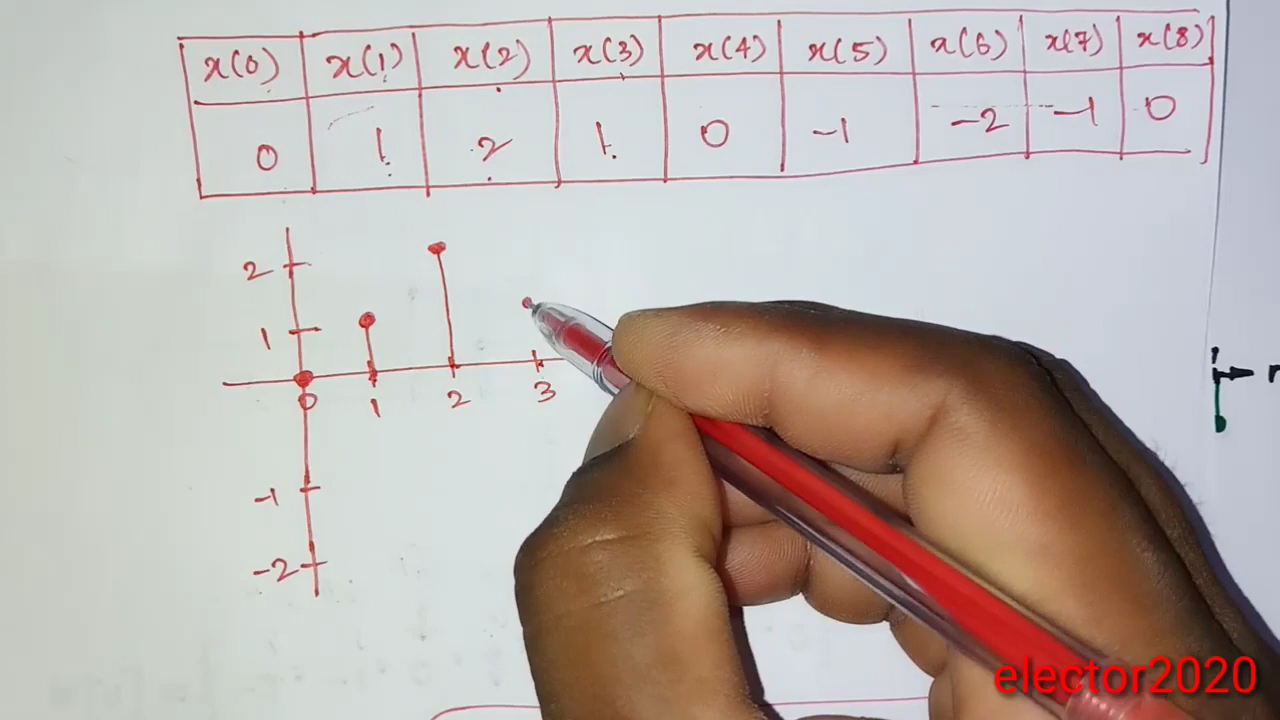 x(0) x(1) x(2) x(3) x(4) x(5) x(6) x(7) x(8)
0 1 2 1 0 -1 -2 -1 0
2
1
0 1 2 3
-1
-2
elector2020